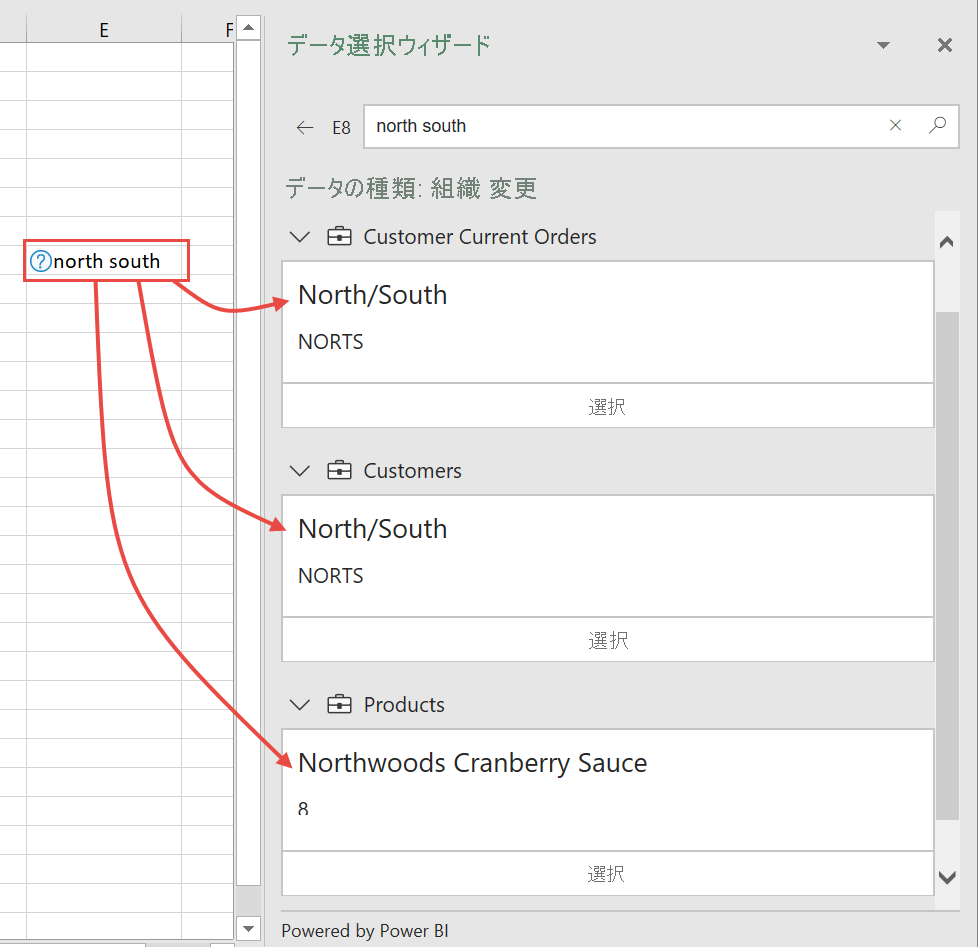 E
F
データ選択ウィザード
E8
north south
データの種類: 組織 変更
Customer Current Orders
?north south
North/South
NORTS
選択
Customers
North/South
NORTS
選択
Products
Northwoods Cranberry Sauce
8
選択
Powered by Power BI